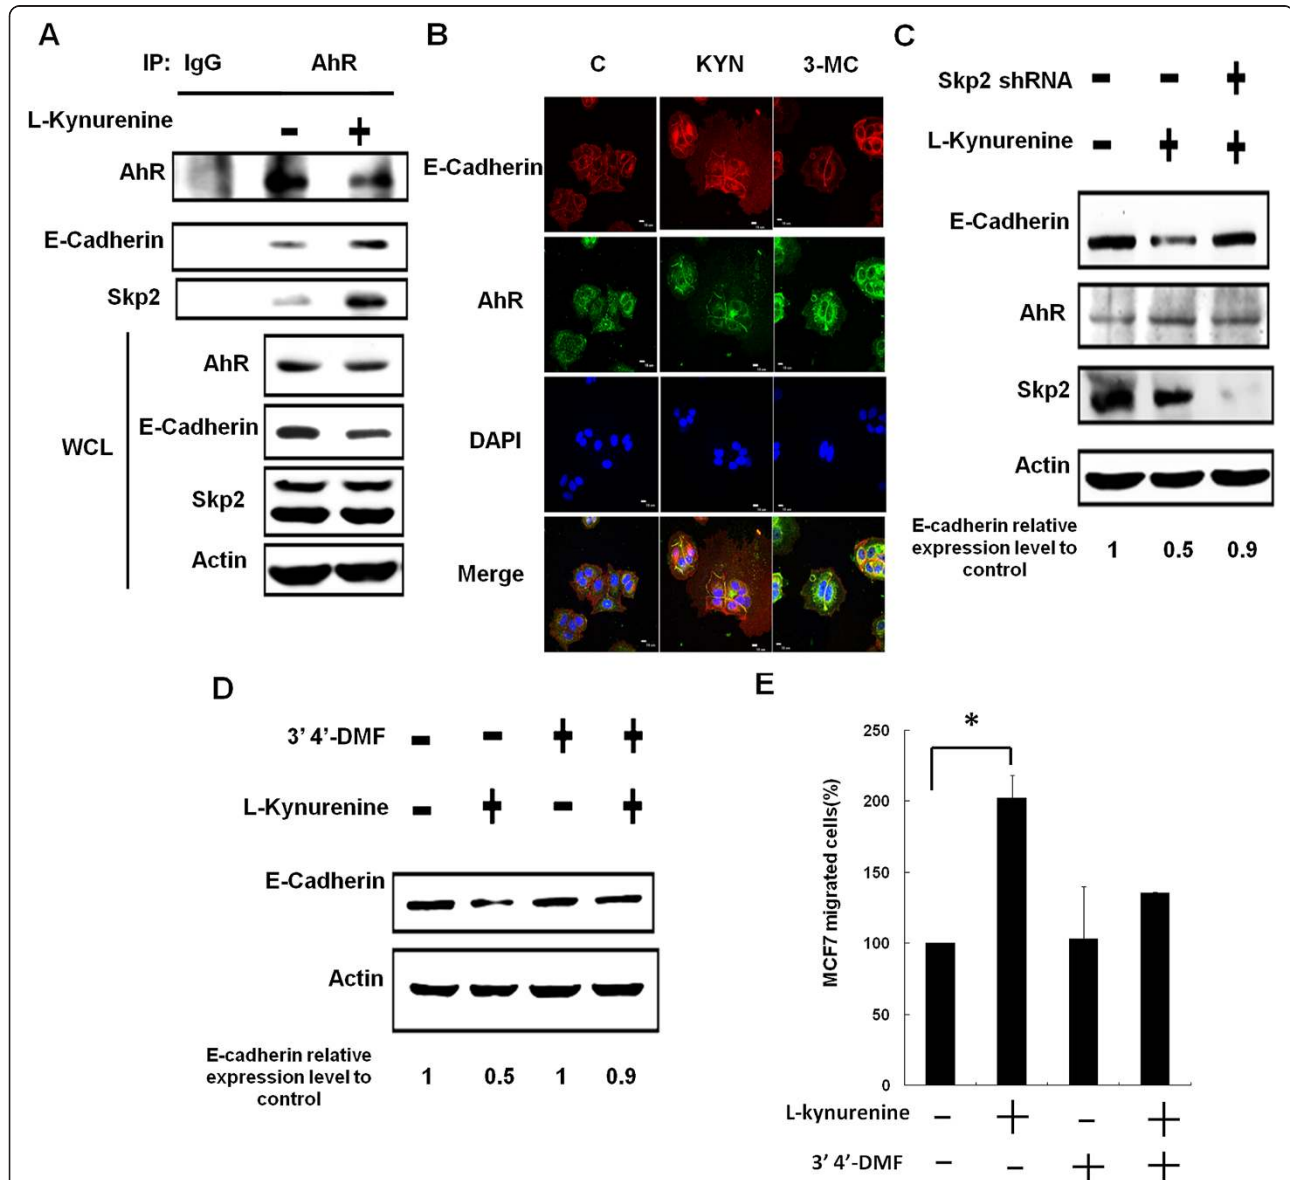 A
IP: IgG AhR
L-Kynurenine - +
AhR
E-Cadherin
Skp2
WCL
AhR
E-Cadherin
Skp2
Actin
B
C KYN 3-MC
E-Cadherin
AhR
DAPI
Merge
C
Skp2 shRNA - - +
L-Kynurenine - + +
E-Cadherin
AhR
Skp2
Actin
E-cadherin relative
expression level to
control
1 0.5 0.9
D
3' 4'-DMF - - + +
L-Kynurenine - + - +
E-Cadherin
Actin
E-cadherin relative
expression level to
control
1 0.5 1 0.9
E
*
MCF7 migrated cells(%)
250
200
150
100
50
0
L-kynurenine - + - +
3' 4'-DMF - - + +